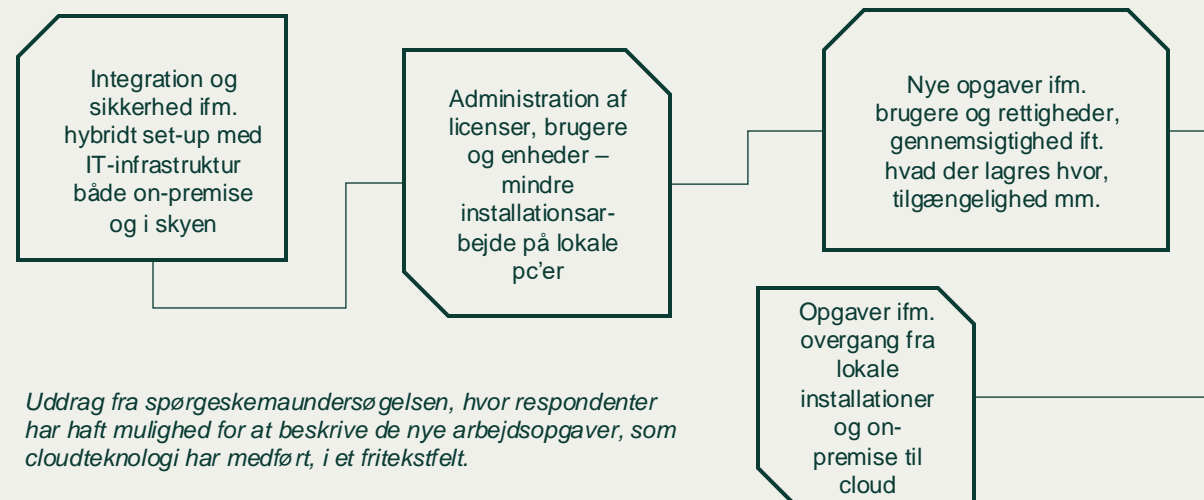 Integration og
sikkerhed ifm.
hybridt set-up med
IT-infrastruktur
både on-premise
og i skyen
Administration af
licenser, brugere
og enheder –
mindre
installationsar-
bejde på lokale
pc’er
Nye opgaver ifm.
brugere og rettigheder,
gennemsigtighed ift.
hvad der lagres hvor,
tilgængelighed mm.
Opgaver ifm.
overgang fra
lokale
installationer
og on-
premise til
cloud
Uddrag fra spørgeskemaundersøgelsen, hvor respondenter
har haft mulighed for at beskrive de nye arbejdsopgaver, som
cloudteknologi har medført, i et fritekstfelt.